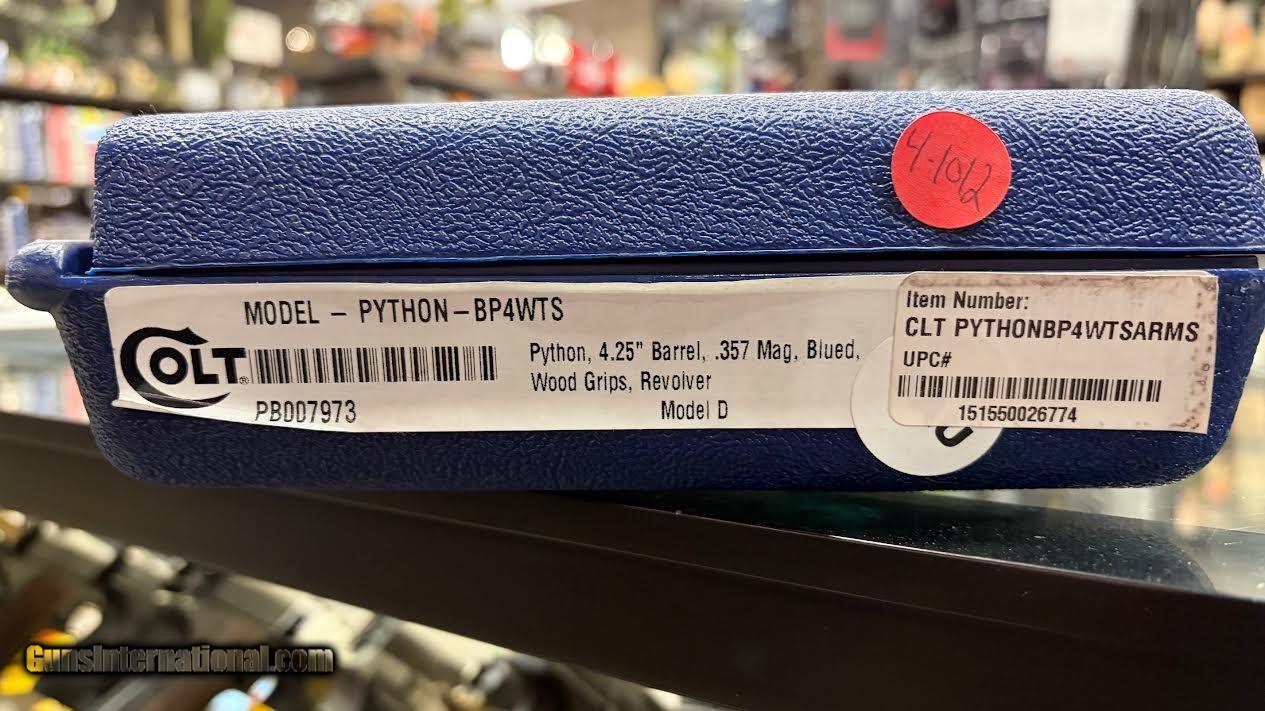 4-1012
MODEL – PYTHON–BP4WTS
COLT®
PB007973
Python, 4.25" Barrel, .357 Mag, Blued,
Wood Grips, Revolver
Model D
Item Number:
CLT PYTHONBP4WTSARMS
UPC#
151550026774
GunsInternational.com